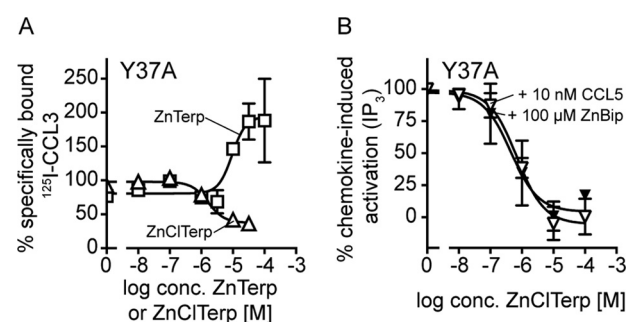 A
Y37A
% specifically bound
¹²⁵I-CCL3
250
200
150
100
50
0
ZnTerp
ZnClTerp
0 -8 -7 -6 -5 -4 -3
log conc. ZnTerp
or ZnClTerp [M]
B
Y37A
% chemokine-induced
activation (IP₃)
100
75
50
25
0
+ 10 nM CCL5
+ 100 µM ZnBip
0 -8 -7 -6 -5 -4 -3
log conc. ZnClTerp [M]